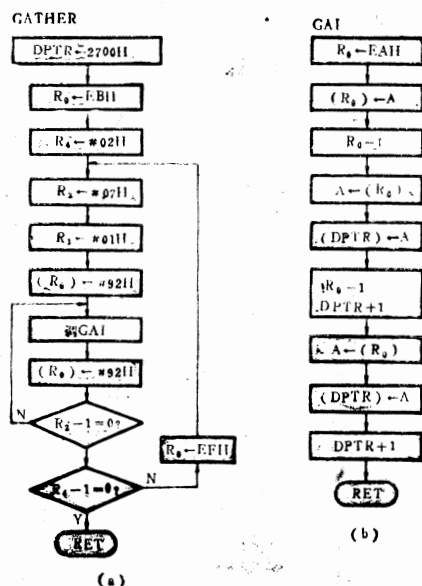 GATHER
DPTR←2700H
R₀←EBH
R₄←#02H
R₂←#07H
R₁←#01H
(R₀)←#92H
调GAI
(R₀)←#92H
N
R₂−1=0?
R₀←EFH
N
R₄−1=0?
Y
RET
(a)
GAI
R₀←EAH
(R₀)←A
R₀−1
A←(R₀)
(DPTR)←A
R₀−1
DPTR+1
A←(R₀)
(DPTR)←A
DPTR+1
RET
(b)